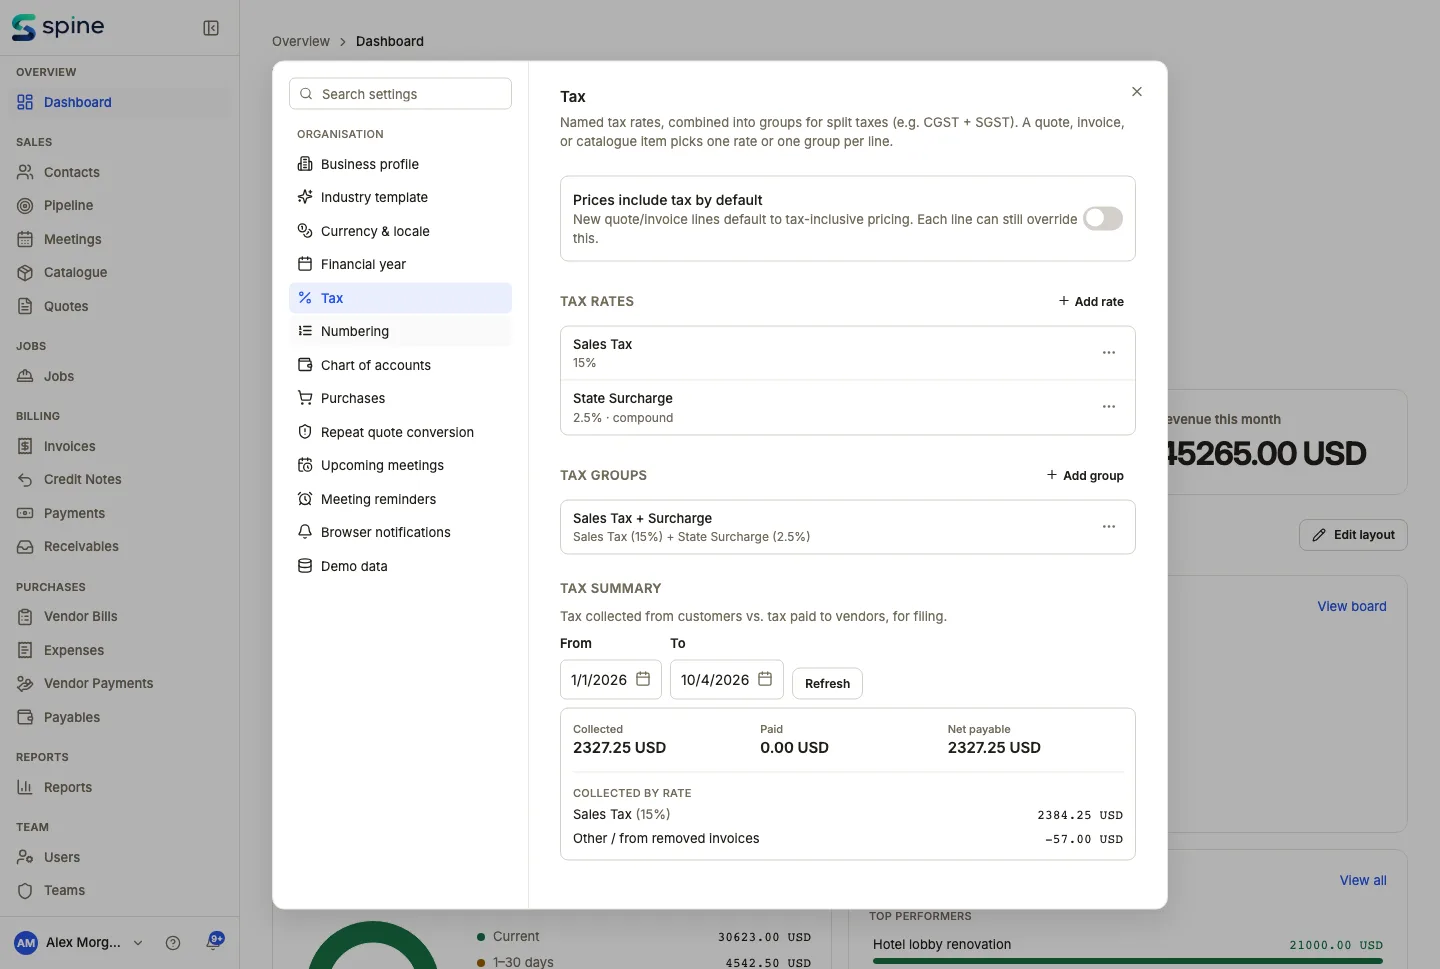 spine
OVERVIEW
Dashboard
SALES
Contacts
Pipeline
Meetings
Catalogue
Quotes
JOBS
Jobs
BILLING
Invoices
Credit Notes
Payments
Receivables
PURCHASES
Vendor Bills
Expenses
Vendor Payments
Payables
REPORTS
Reports
TEAM
Users
Teams
AM Alex Morg... 9+
Overview > Dashboard
Search settings
ORGANISATION
Business profile
Industry template
Currency & locale
Financial year
Tax
Numbering
Chart of accounts
Purchases
Repeat quote conversion
Upcoming meetings
Meeting reminders
Browser notifications
Demo data
Tax
Named tax rates, combined into groups for split taxes (e.g. CGST + SGST). A quote, invoice,
or catalogue item picks one rate or one group per line.
Prices include tax by default
New quote/invoice lines default to tax-inclusive pricing. Each line can still override
this.
TAX RATES
+ Add rate
Sales Tax
15%
State Surcharge
2.5% · compound
TAX GROUPS
+ Add group
Sales Tax + Surcharge
Sales Tax (15%) + State Surcharge (2.5%)
TAX SUMMARY
Tax collected from customers vs. tax paid to vendors, for filing.
From To
1/1/2026 10/4/2026 Refresh
Collected Paid Net payable
2327.25 USD 0.00 USD 2327.25 USD
COLLECTED BY RATE
Sales Tax (15%) 2384.25 USD
Other / from removed invoices -57.00 USD
evenue this month
45265.00 USD
Edit layout
View board
View all
TOP PERFORMERS
Hotel lobby renovation 21000.00 USD
Current 30623.00 USD
1–30 days 4542.50 USD